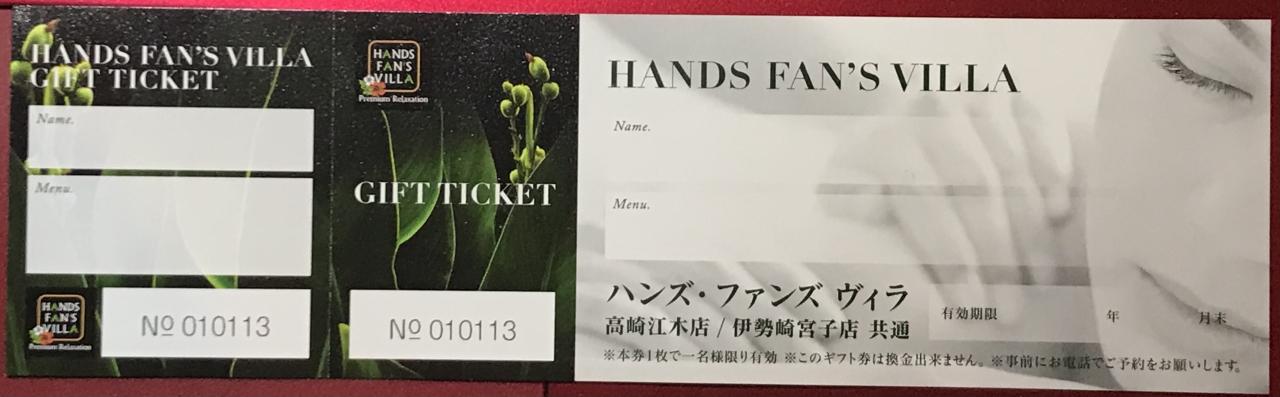 HANDS FAN'S VILLA
GIFT TICKET
Name.
Menu.
HANDS
FAN'S
VILLA
Premium Relaxation
№ 010113
HANDS
FAN'S
VILLA
Premium Relaxation
GIFT TICKET
№ 010113
HANDS FAN'S VILLA
Name.
Menu.
ハンズ・ファンズ ヴィラ
高崎江木店 / 伊勢崎宮子店 共通
有効期限 年 月末
※本券1枚で一名様限り有効 ※このギフト券は換金出来ません。※事前にお電話でご予約をお願いします。